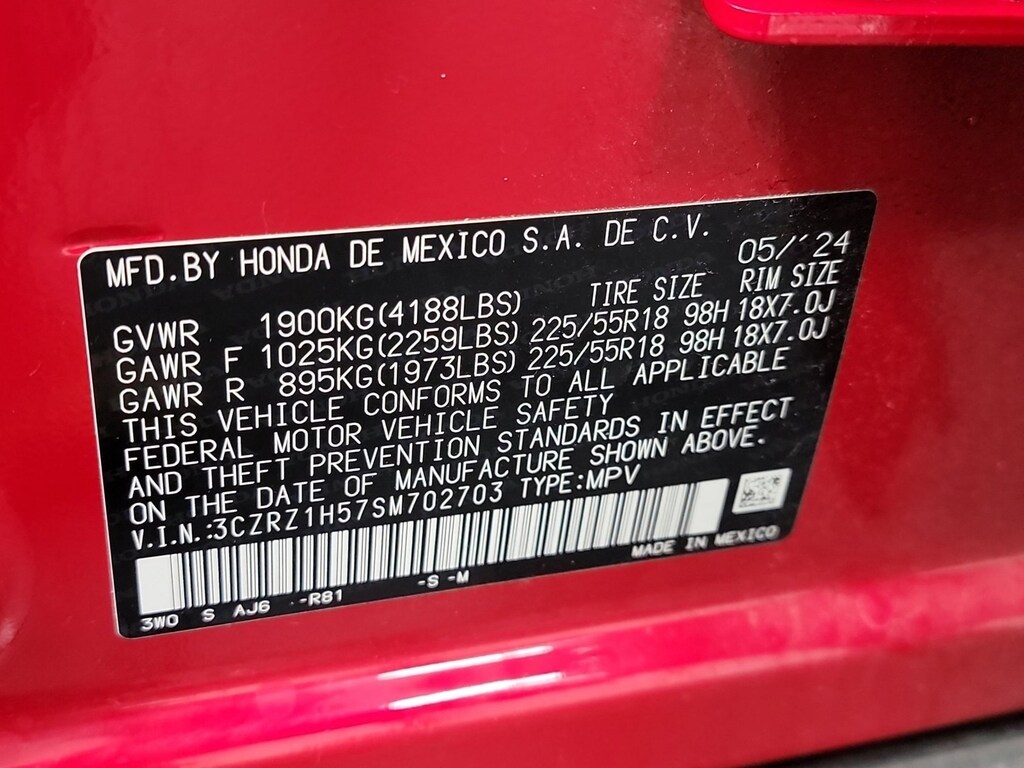 MFD.BY HONDA DE MEXICO S.A. DE C.V. 05/'24
TIRE SIZE RIM SIZE
GVWR 1900KG(4188LBS)
GAWR F 1025KG(2259LBS) 225/55R18 98H 18X7.0J
GAWR R 895KG(1973LBS) 225/55R18 98H 18X7.0J
THIS VEHICLE CONFORMS TO ALL APPLICABLE
FEDERAL MOTOR VEHICLE SAFETY
AND THEFT PREVENTION STANDARDS IN EFFECT
ON THE DATE OF MANUFACTURE SHOWN ABOVE.
V.I.N.:3CZRZ1H57SM702703 TYPE:MPV
MADE IN MEXICO
3W0 S AJ6 -R81 -S -M